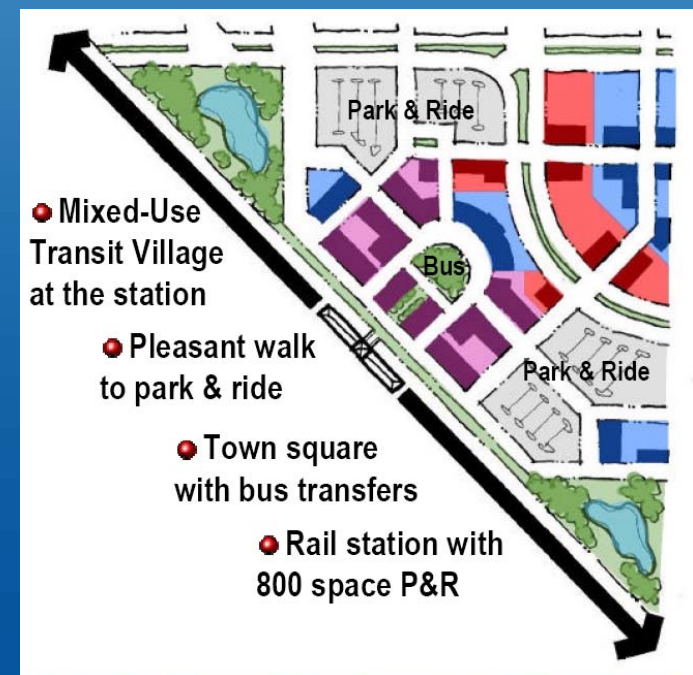 Park & Ride
Mixed-Use
Transit Village
at the station
Bus
Pleasant walk
to park & ride
Park & Ride
Town square
with bus transfers
Rail station with
800 space P&R